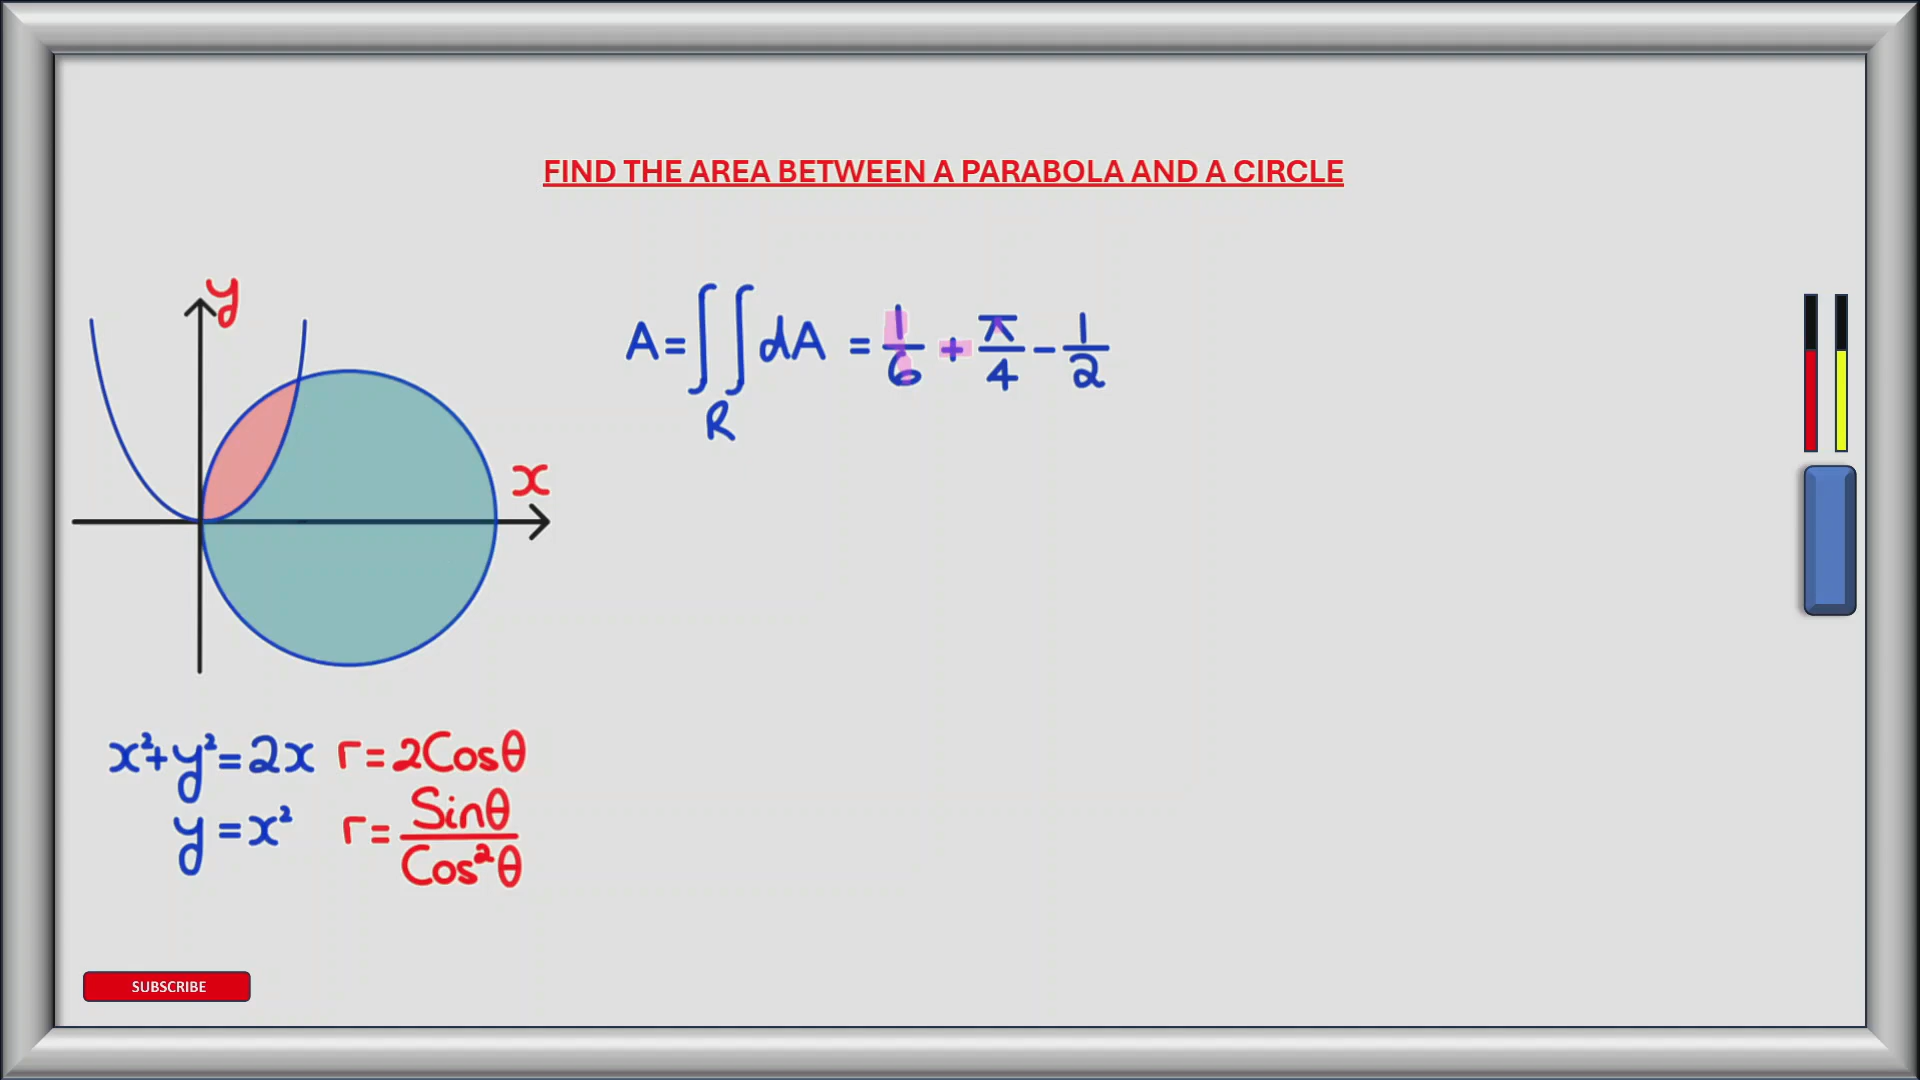 FIND THE AREA BETWEEN A PARABOLA AND A CIRCLE
y
A = ∫∫ dA = 1/6 + π/4 - 1/2
R
x
x²+y²=2x r=2Cosθ
y=x² r=Sinθ/Cos²θ
SUBSCRIBE